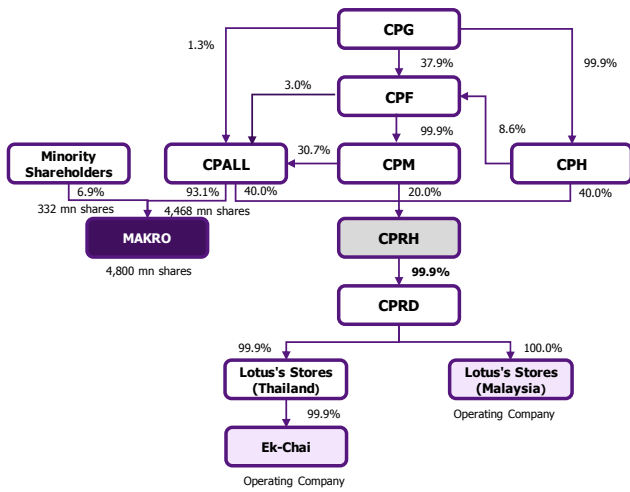 CPG
1.3%
37.9%
99.9%
3.0%
CPF
8.6%
99.9%
Minority
Shareholders
CPALL
30.7%
CPM
CPH
6.9%
93.1%
40.0%
20.0%
40.0%
332 mn shares
4,468 mn shares
MAKRO
CPRH
4,800 mn shares
99.9%
CPRD
99.9%
100.0%
Lotus's Stores
(Thailand)
Lotus's Stores
(Malaysia)
99.9%
Operating Company
Ek-Chai
Operating Company